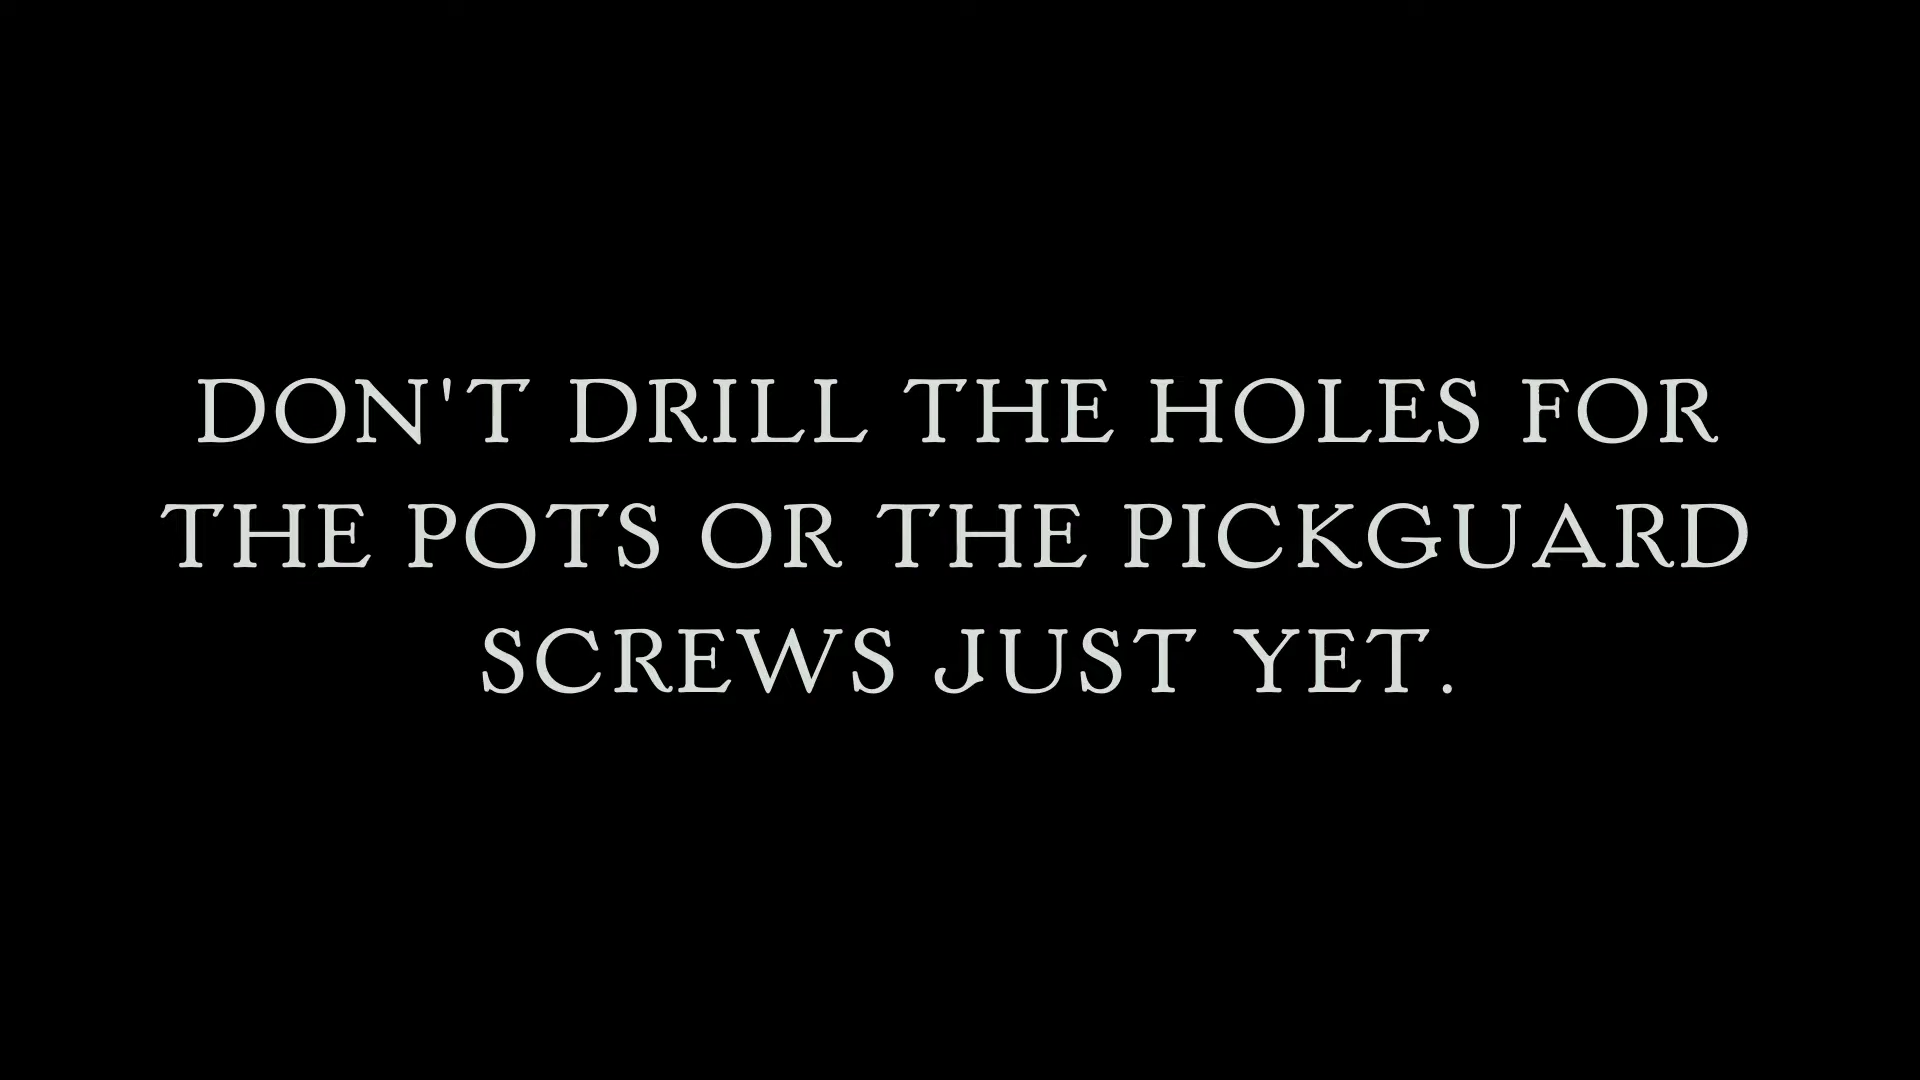 DON'T DRILL THE HOLES FOR
THE POTS OR THE PICKGUARD
SCREWS JUST YET.